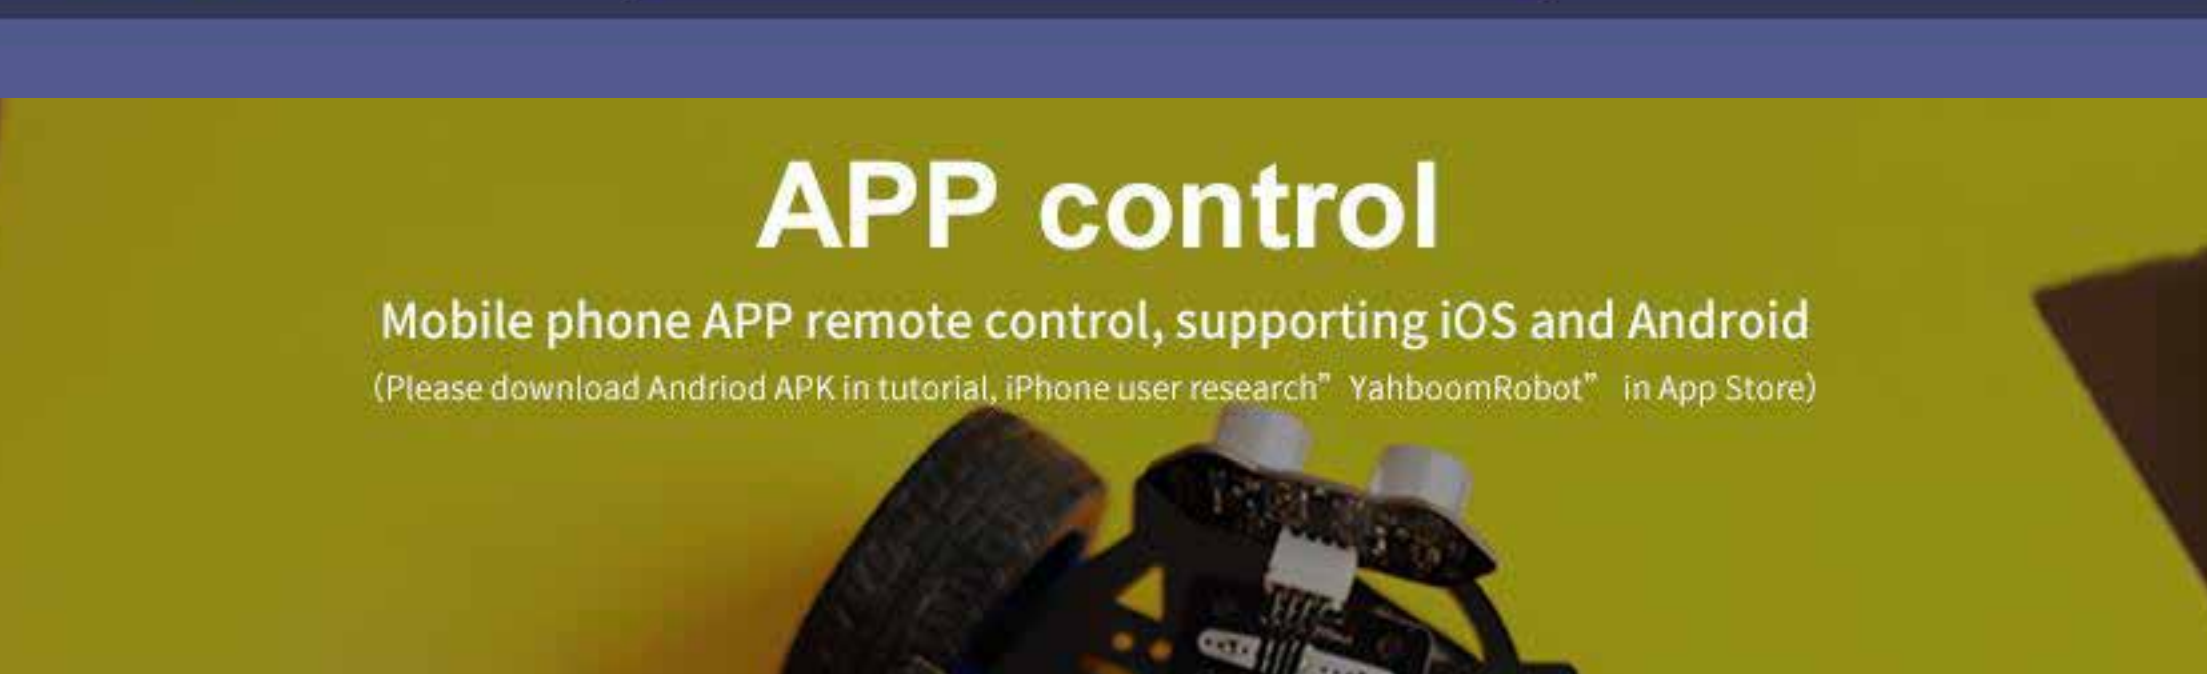 APP control
Mobile phone APP remote control, supporting iOS and Android
(Please download Andriod APK in tutorial, iPhone user research” YahboomRobot” in App Store)